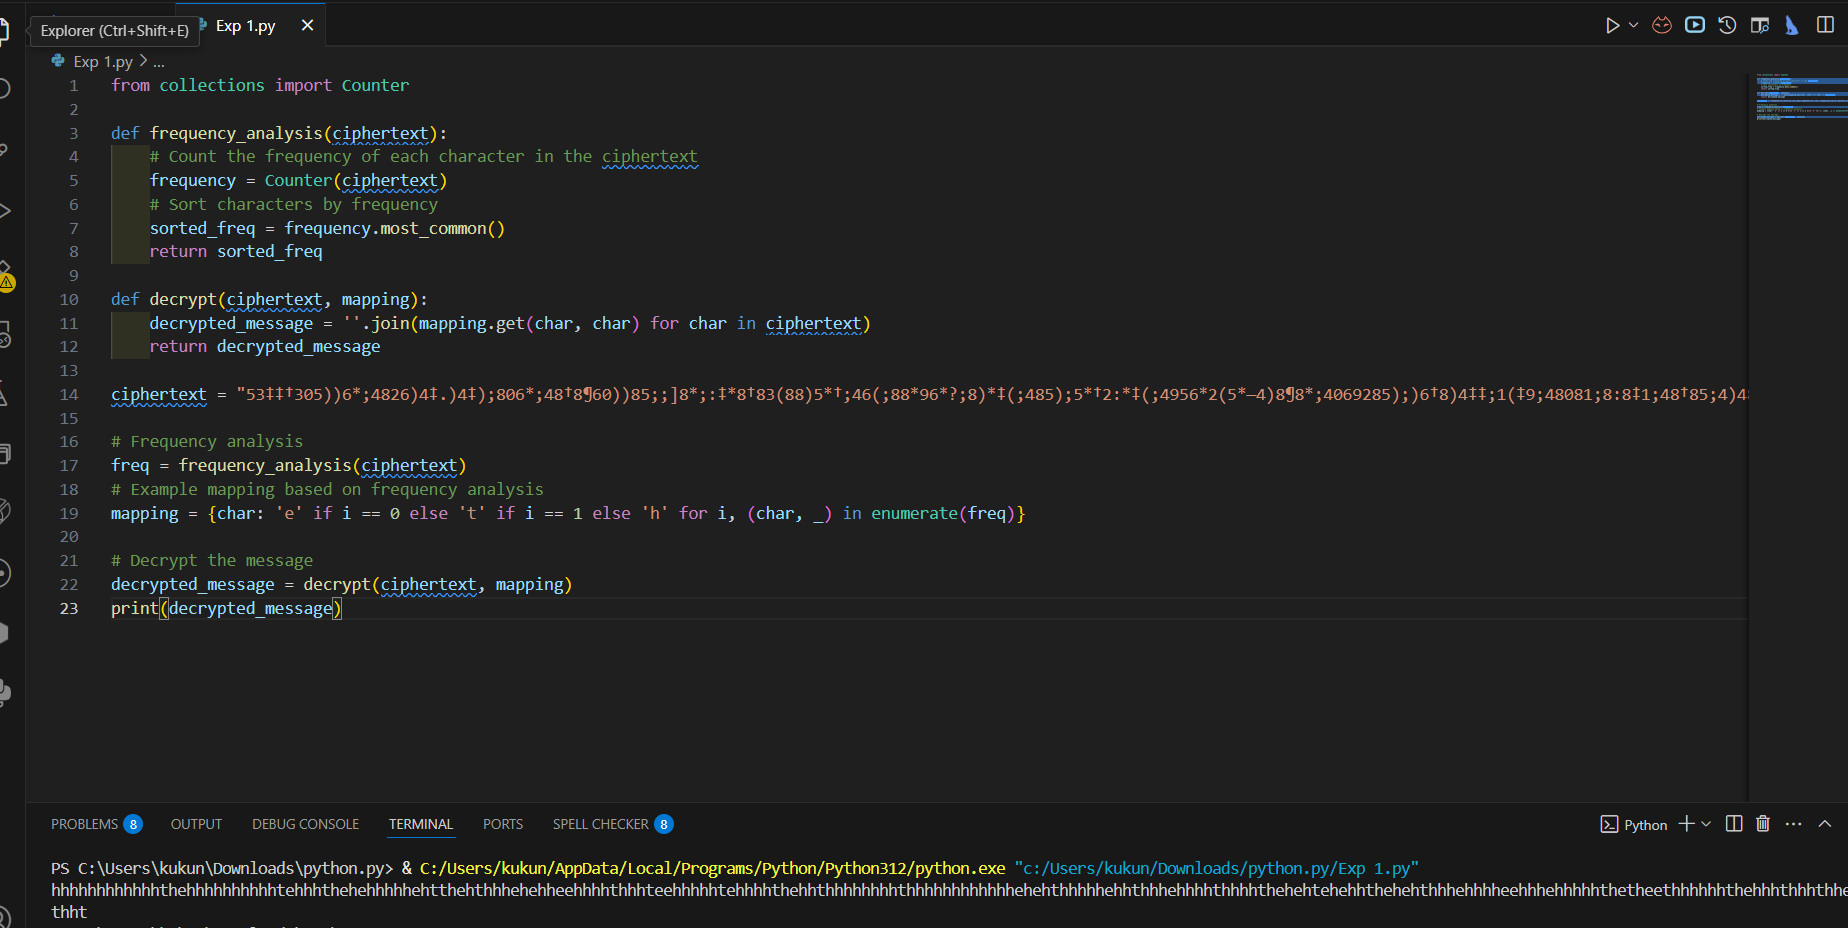 Explorer (Ctrl+Shift+E)
Exp 1.py
Exp 1.py > ...
1 from collections import Counter
2
3 def frequency_analysis(ciphertext):
4 # Count the frequency of each character in the ciphertext
5 frequency = Counter(ciphertext)
6 # Sort characters by frequency
7 sorted_freq = frequency.most_common()
8 return sorted_freq
9
10 def decrypt(ciphertext, mapping):
11 decrypted_message = ''.join(mapping.get(char, char) for char in ciphertext)
12 return decrypted_message
13
14 ciphertext = "53‡‡†305))6*;4826)4‡.)4‡);806*;48†8¶60))85;;]8*;:‡*8†83(88)5*†;46(;88*96*?;8)*‡(;485);5*†2:*‡(;4956*2(5*—4)8¶8*;4069285);)6†8)4‡‡;1(‡9;48081;8:8‡1;48†85;4)48
15
16 # Frequency analysis
17 freq = frequency_analysis(ciphertext)
18 # Example mapping based on frequency analysis
19 mapping = {char: 'e' if i == 0 else 't' if i == 1 else 'h' for i, (char, _) in enumerate(freq)}
20
21 # Decrypt the message
22 decrypted_message = decrypt(ciphertext, mapping)
23 print(decrypted_message)
PROBLEMS 8 OUTPUT DEBUG CONSOLE TERMINAL PORTS SPELL CHECKER 8 Python
PS C:\Users\kukun\Downloads\python.py> & C:/Users/kukun/AppData/Local/Programs/Python/Python312/python.exe "c:/Users/kukun/Downloads/python.py/Exp 1.py"
thht